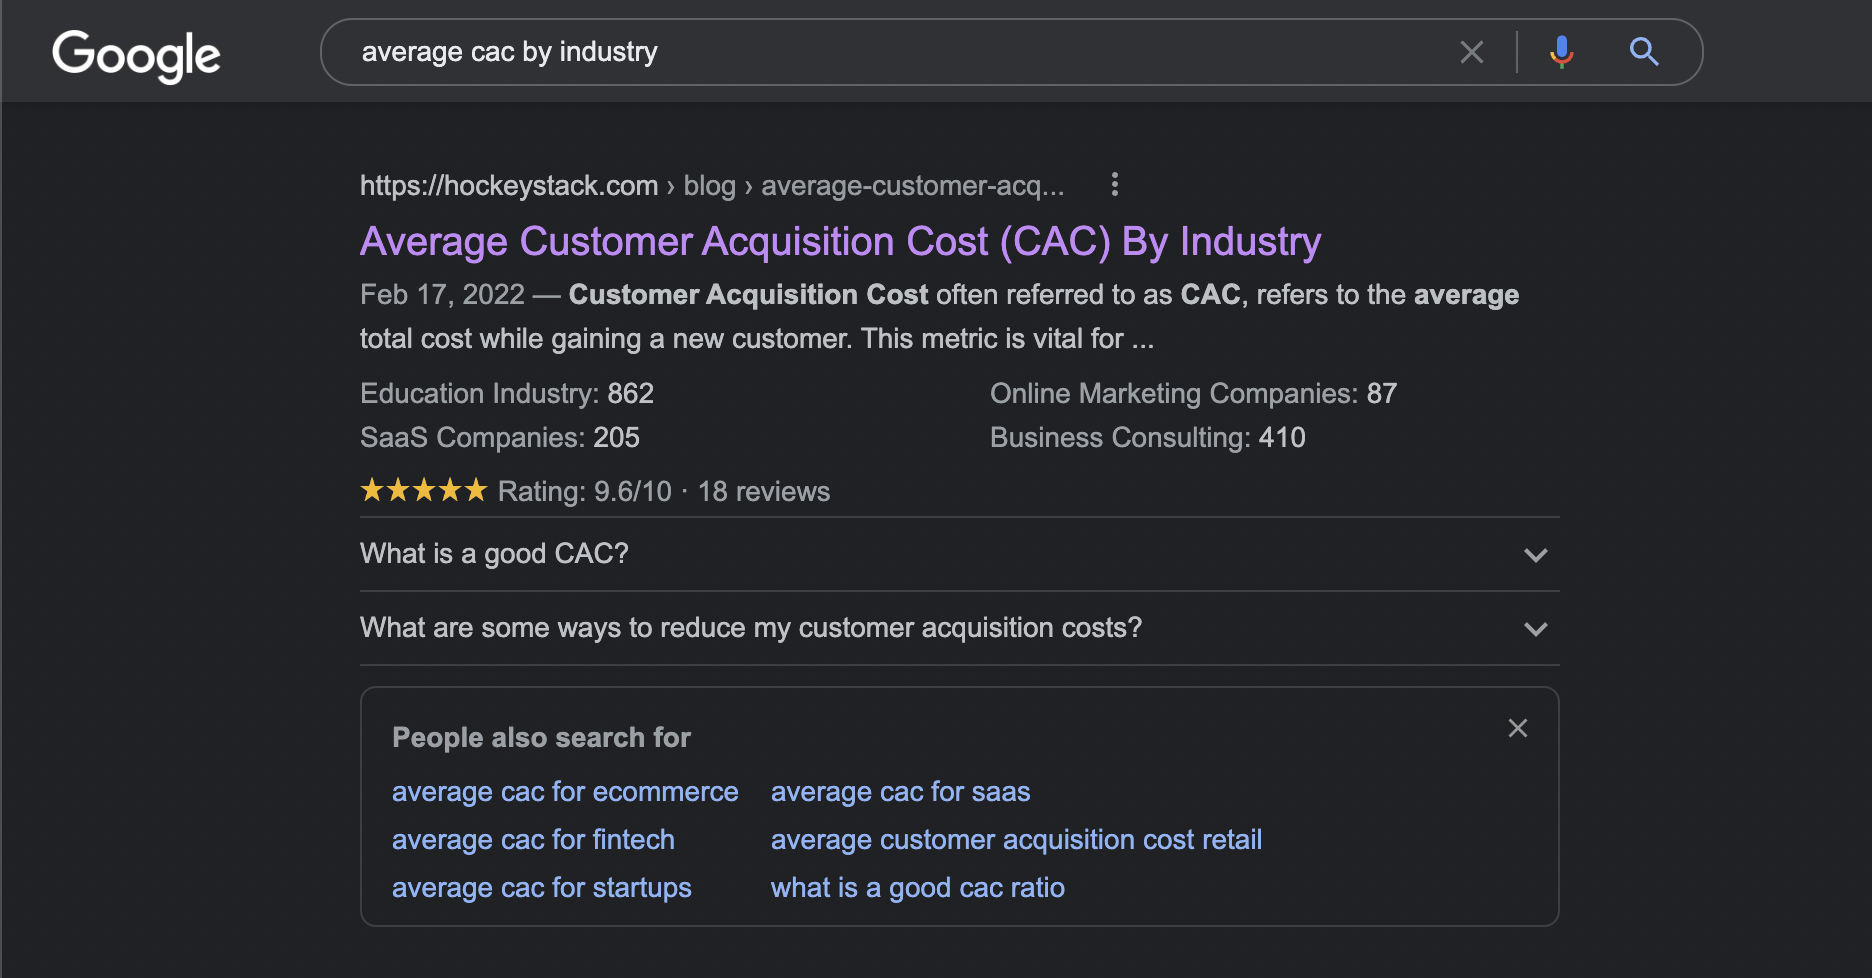 Google
average cac by industry
https://hockeystack.com › blog › average-customer-acq...
Average Customer Acquisition Cost (CAC) By Industry
Feb 17, 2022 — Customer Acquisition Cost often referred to as CAC, refers to the average
total cost while gaining a new customer. This metric is vital for ...
Education Industry: 862
Online Marketing Companies: 87
SaaS Companies: 205
Business Consulting: 410
Rating: 9.6/10 · 18 reviews
What is a good CAC?
What are some ways to reduce my customer acquisition costs?
People also search for
average cac for ecommerce
average cac for saas
average cac for fintech
average customer acquisition cost retail
average cac for startups
what is a good cac ratio